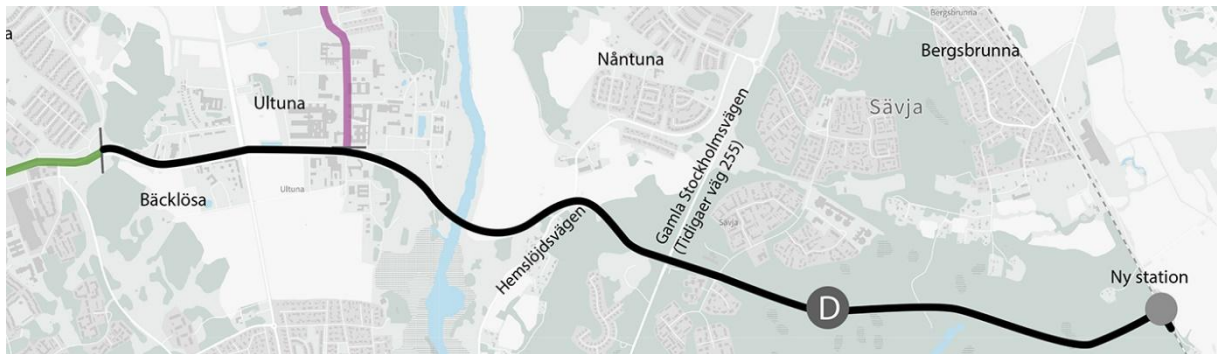 a
Ultuna
Bäcklösa
Ultuna
Nåntuna
Hemslöjdsvägen
Gamla Stockholmsvägen
(Tidigaer väg 255)
Sävja
Sävja
Bergsbrunna
Bergsbrunna
D
Ny station